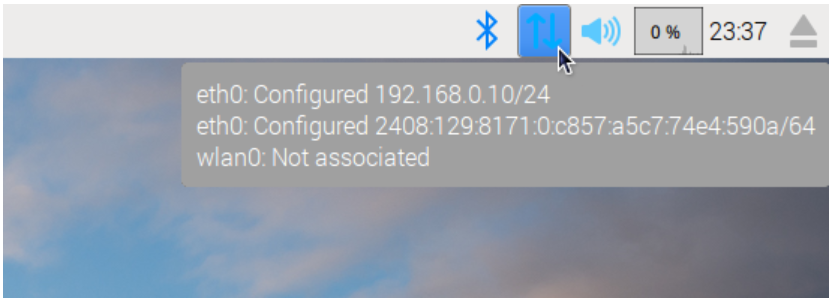 0 % 23:37
eth0: Configured 192.168.0.10/24
eth0: Configured 2408:129:8171:0:c857:a5c7:74e4:590a/64
wlan0: Not associated